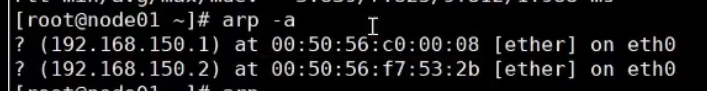 [root@node01 ~]# arp -a
? (192.168.150.1) at 00:50:56:c0:00:08 [ether] on eth0
? (192.168.150.2) at 00:50:56:f7:53:2b [ether] on eth0